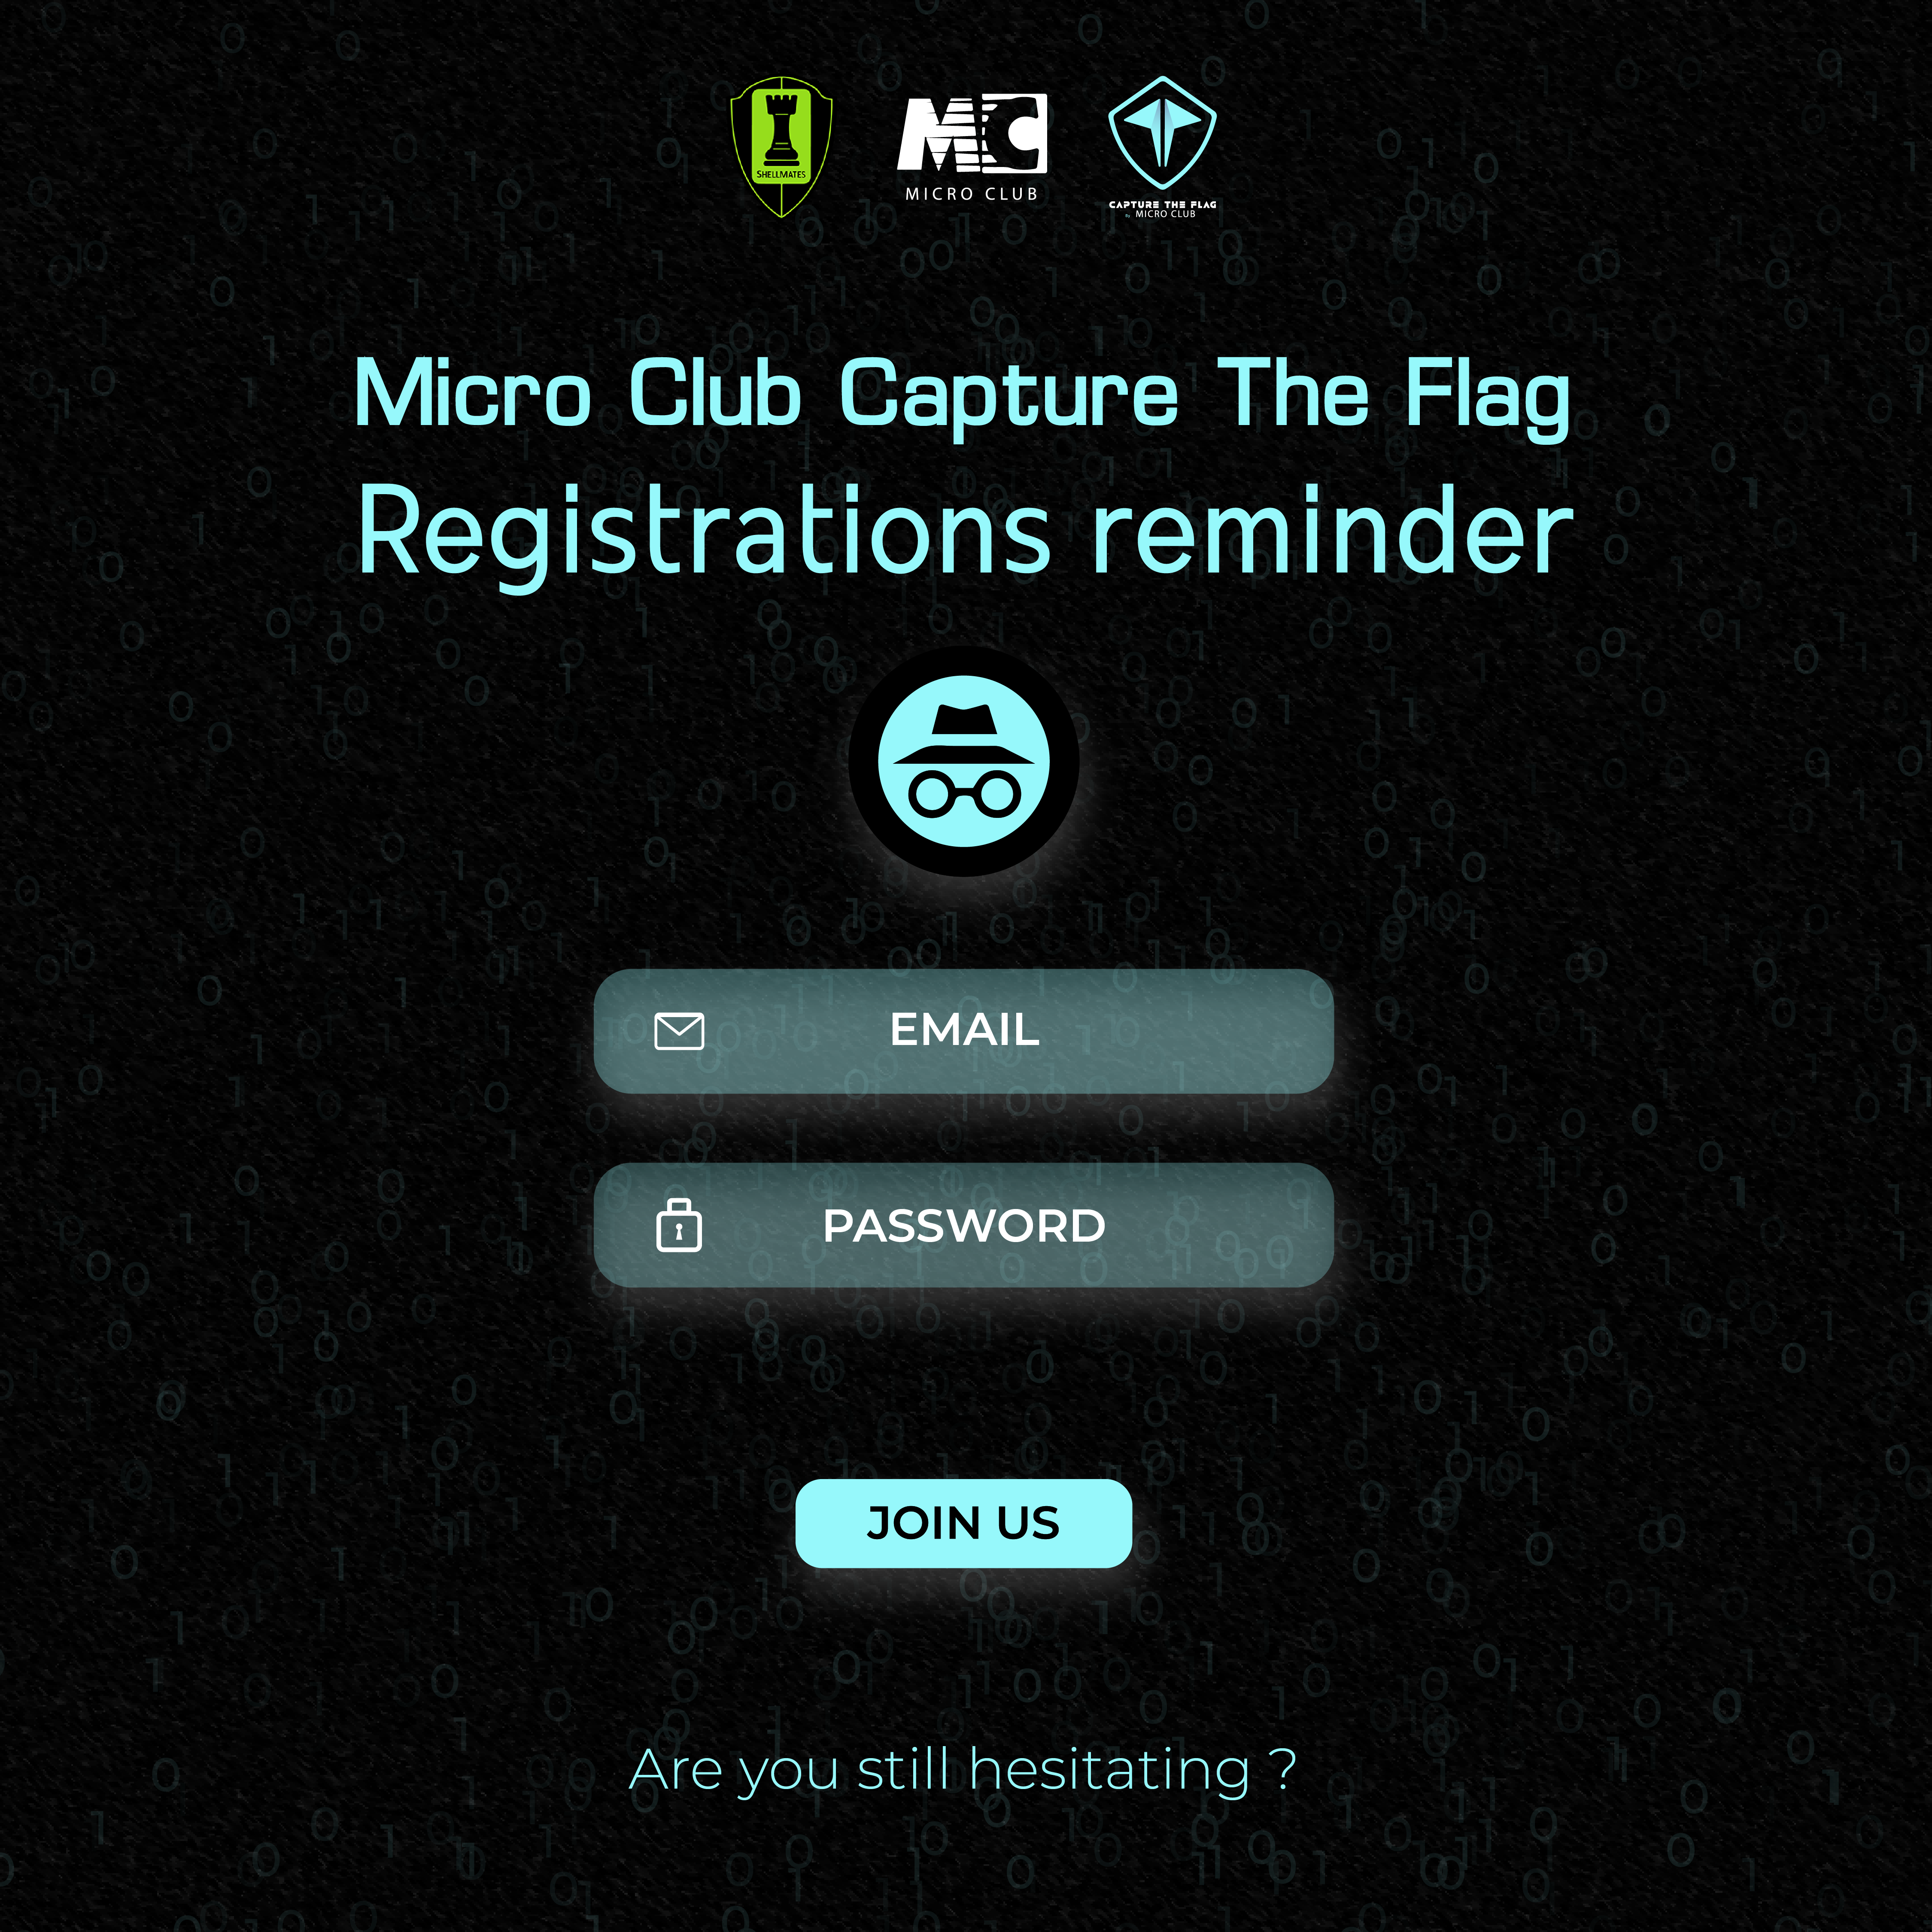 SHELLMATES
MC
MICRO CLUB
CAPTURE THE FLAG
By MICRO CLUB
Micro Club Capture The Flag
Registrations reminder
EMAIL
PASSWORD
JOIN US
Are you still hesitating ?